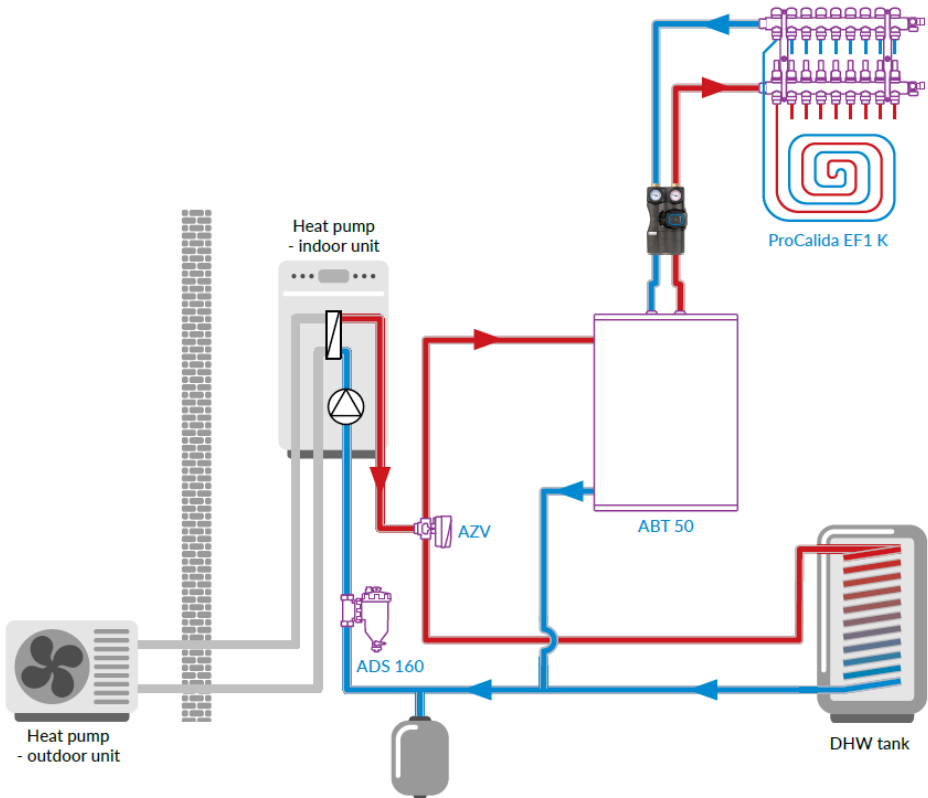 ProCalida EF1 K
Heat pump
- indoor unit
AZV
ABT 50
ADS 160
Heat pump
- outdoor unit
DHW tank